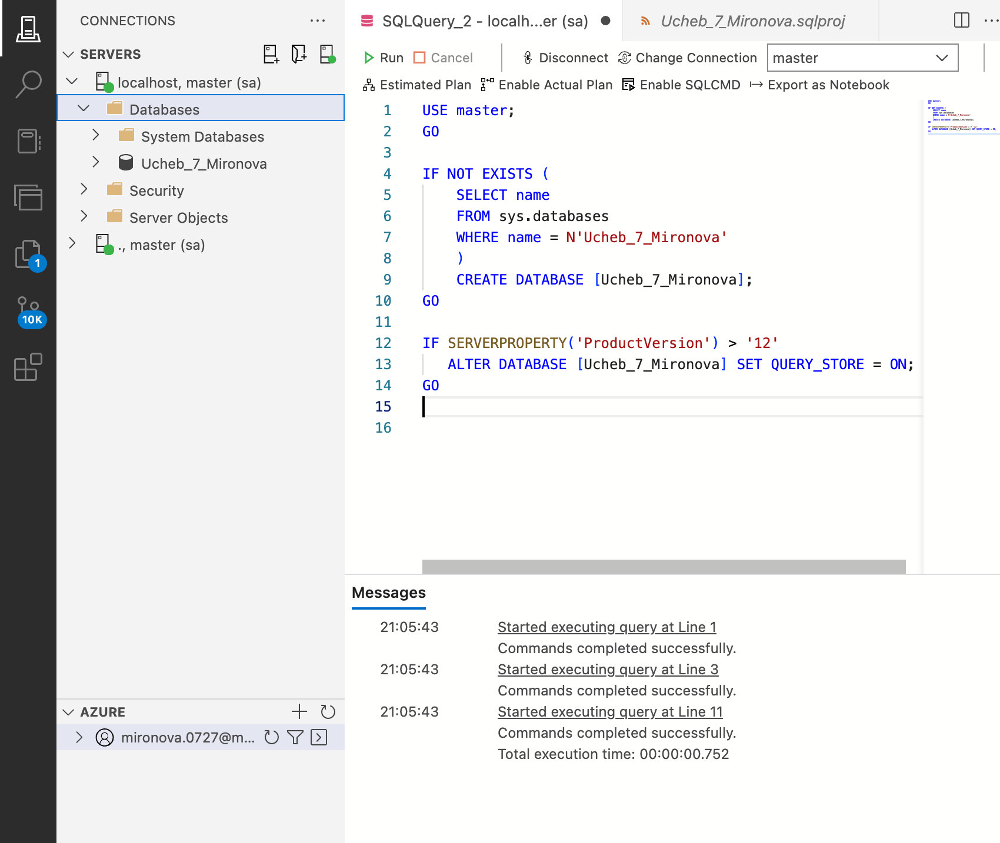 CONNECTIONS
SERVERS
localhost, master (sa)
Databases
System Databases
Ucheb_7_Mironova
Security
Server Objects
., master (sa)
1
10K
AZURE
mironova.0727@m...
SQLQuery_2 - localh...er (sa)
Ucheb_7_Mironova.sqlproj
Run Cancel Disconnect Change Connection master
Estimated Plan Enable Actual Plan Enable SQLCMD Export as Notebook
1 USE master;
2 GO
3
4 IF NOT EXISTS (
5 SELECT name
6 FROM sys.databases
7 WHERE name = N'Ucheb_7_Mironova'
8 )
9 CREATE DATABASE [Ucheb_7_Mironova];
10 GO
11
12 IF SERVERPROPERTY('ProductVersion') > '12'
13 ALTER DATABASE [Ucheb_7_Mironova] SET QUERY_STORE = ON;
14 GO
15
16
Messages
21:05:43 Started executing query at Line 1
Commands completed successfully.
21:05:43 Started executing query at Line 3
Commands completed successfully.
21:05:43 Started executing query at Line 11
Commands completed successfully.
Total execution time: 00:00:00.752